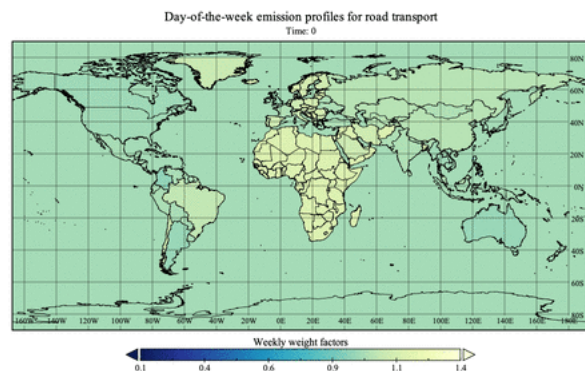 Day-of-the-week emission profiles for road transport
Time: 0
80N
60N
40N
20N
0N
20S
40S
60S
80S
160W 140W 120W 100W 80W 60W 40W 20W 0E 20E 40E 60E 80E 100E 120E 140E 160E 180E
Weekly weight factors
0.1 0.4 0.6 0.9 1.1 1.4